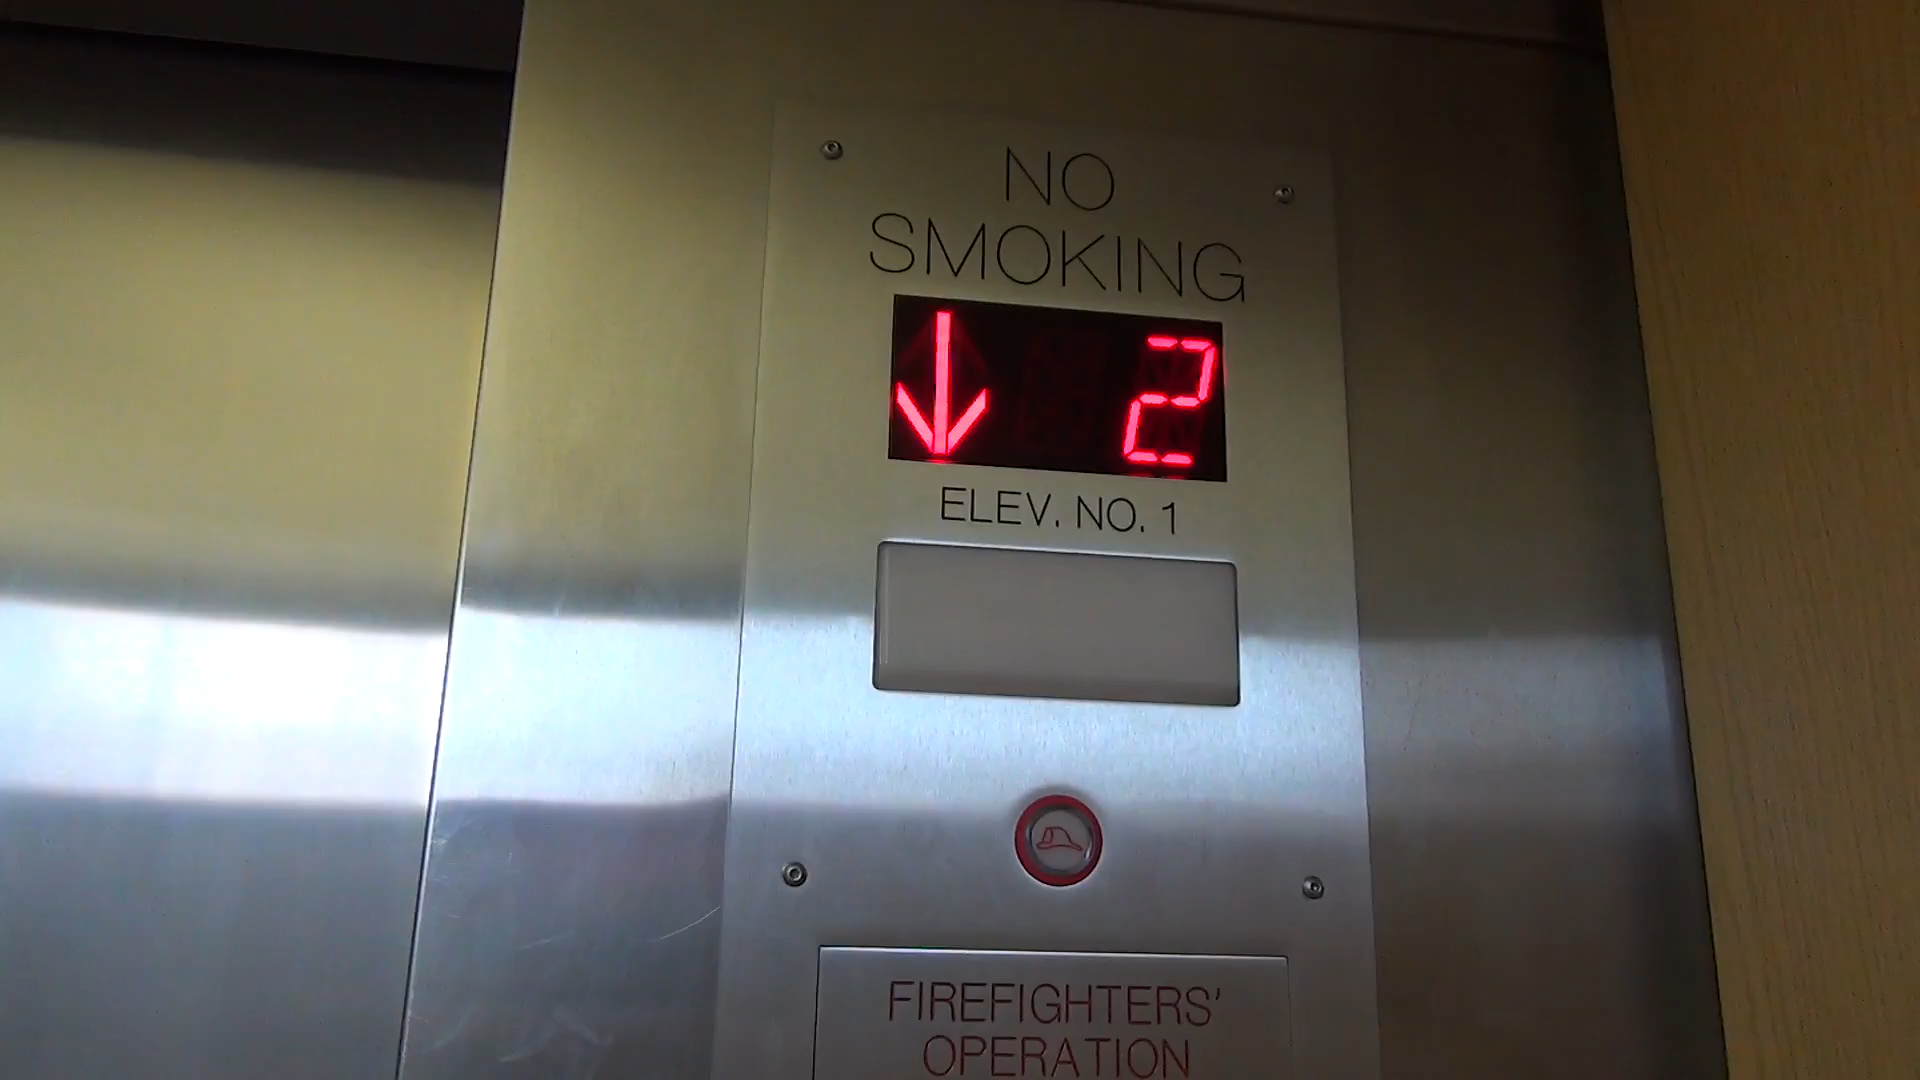 NO
SMOKING
↓ 2
ELEV. NO. 1
FIREFIGHTERS'
OPERATION